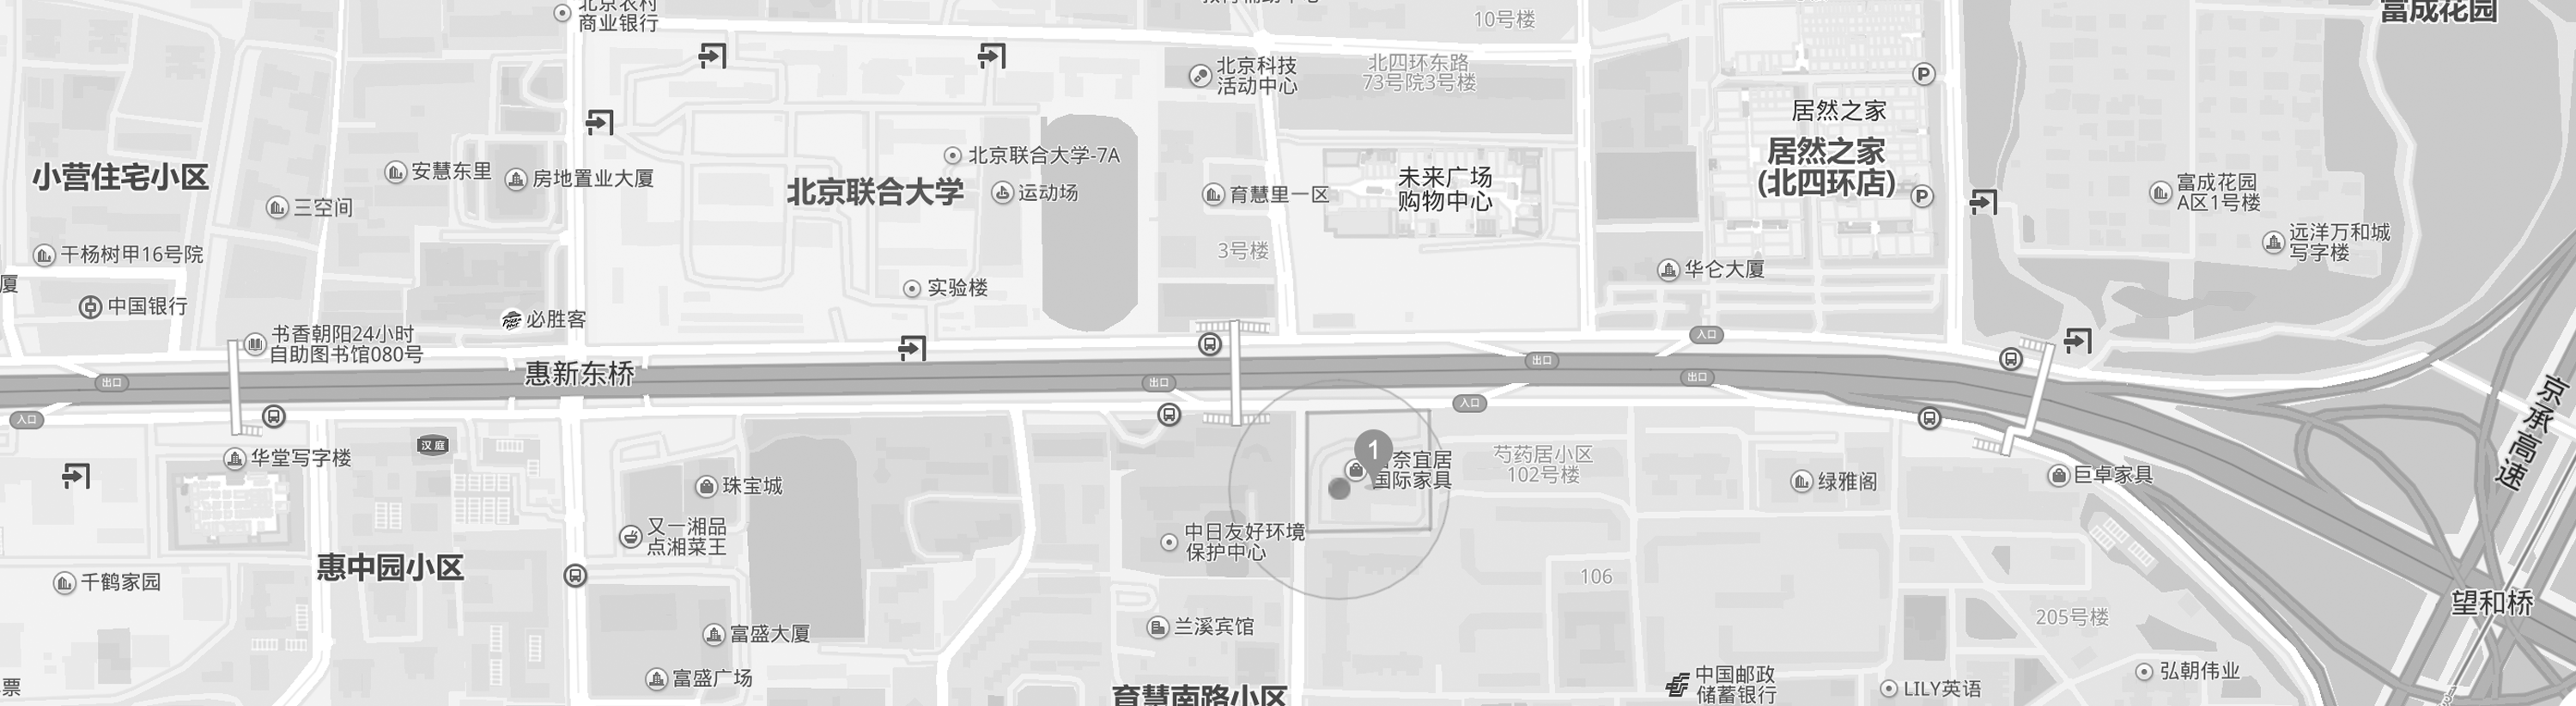 北京农村
商业银行
10号楼
富成花园
北京科技
活动中心
北四环东路
73号院3号楼
P
居然之家
居然之家
(北四环店)
P
小营住宅小区
安慧东里
房地置业大厦
三空间
北京联合大学
北京联合大学-7A
运动场
育慧里一区
未来广场
购物中心
富成花园
A区1号楼
远洋万和城
写字楼
干杨树甲16号院
厦
中国银行
3号楼
华仑大厦
实验楼
必胜客
书香朝阳24小时
自助图书馆080号
惠新东桥
出口
入口
出口
出口
入口
出口
入口
京承高速
汉庭
华堂写字楼
珠宝城
1
奈宜居
国际家具
芍药居小区
102号楼
绿雅阁
巨卓家具
又一湘品
点湘菜王
中日友好环境
保护中心
惠中园小区
千鹤家园
106
望和桥
205号楼
富盛大厦
兰溪宾馆
富盛广场
票
育慧南路小区
中国邮政
储蓄银行
LILY英语
弘朝伟业